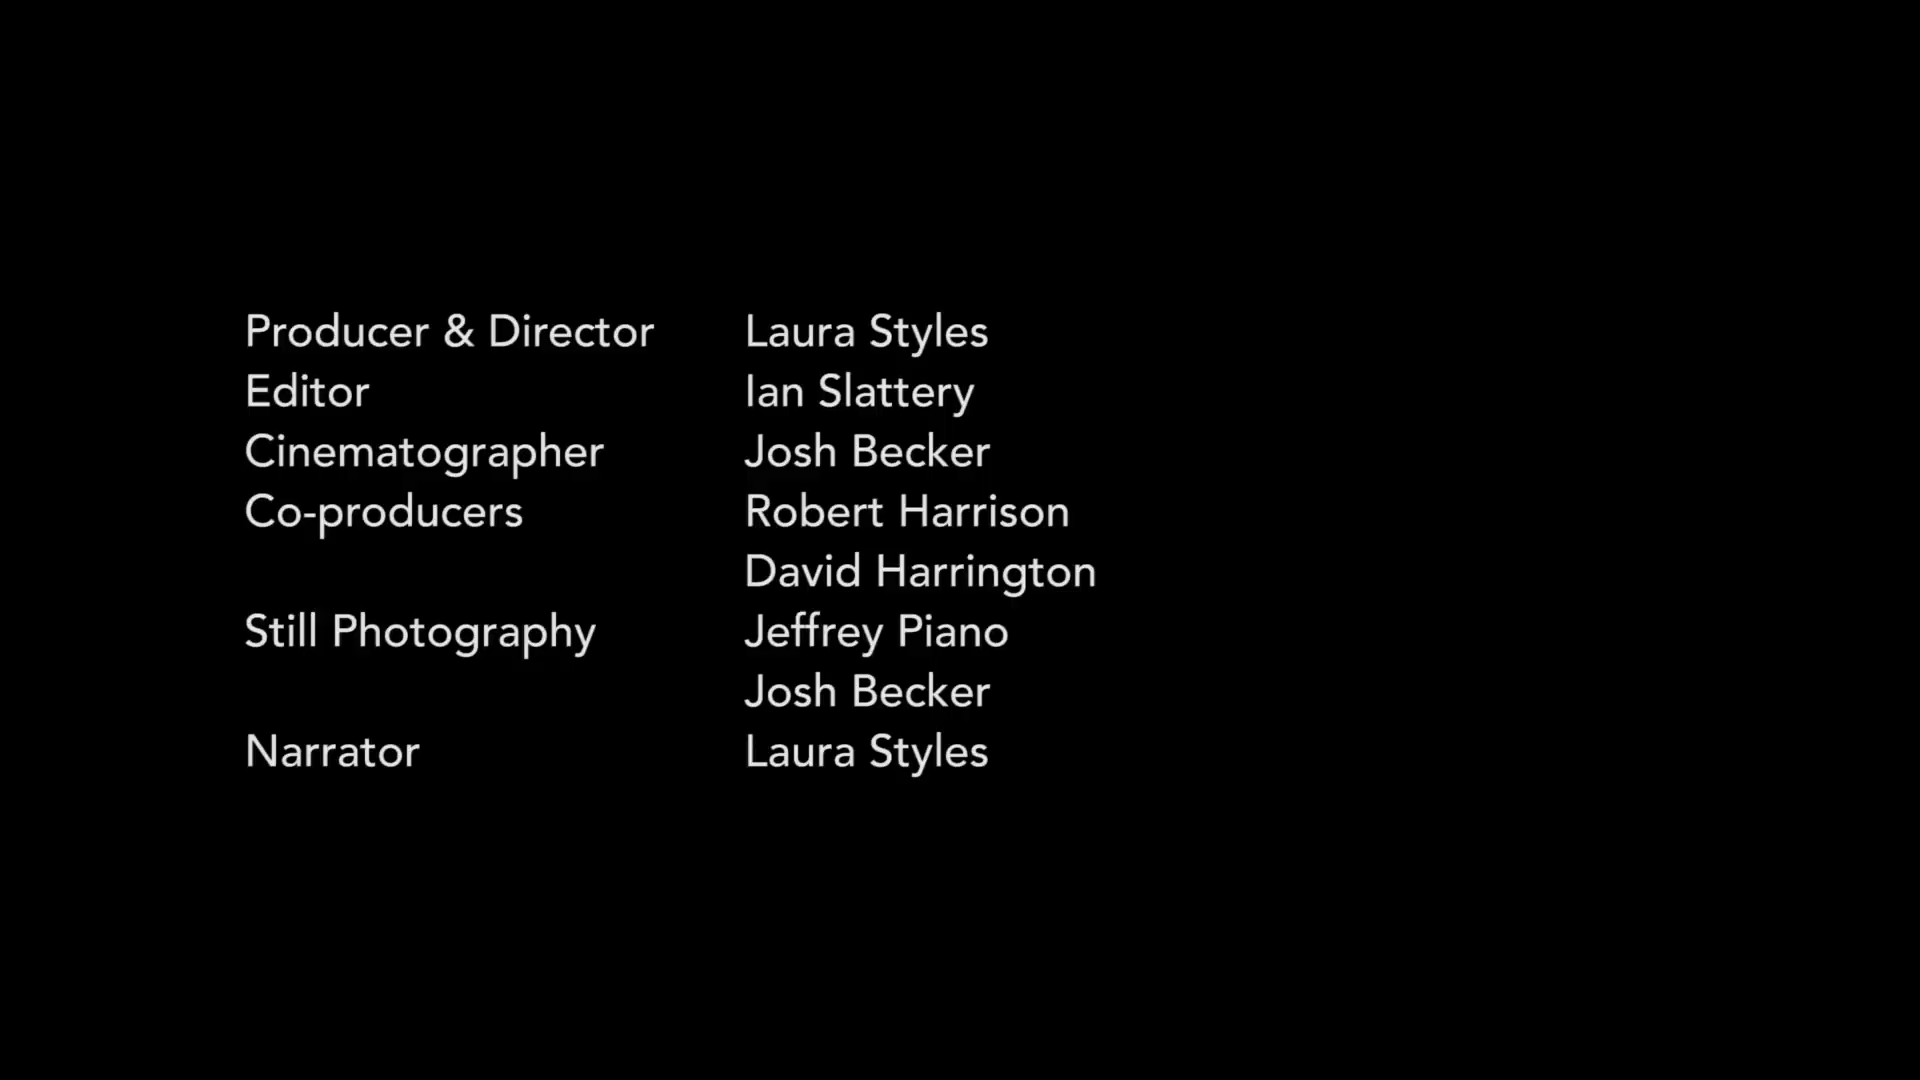 Producer & Director Laura Styles
Editor Ian Slattery
Cinematographer Josh Becker
Co-producers Robert Harrison
David Harrington
Still Photography Jeffrey Piano
Josh Becker
Narrator Laura Styles